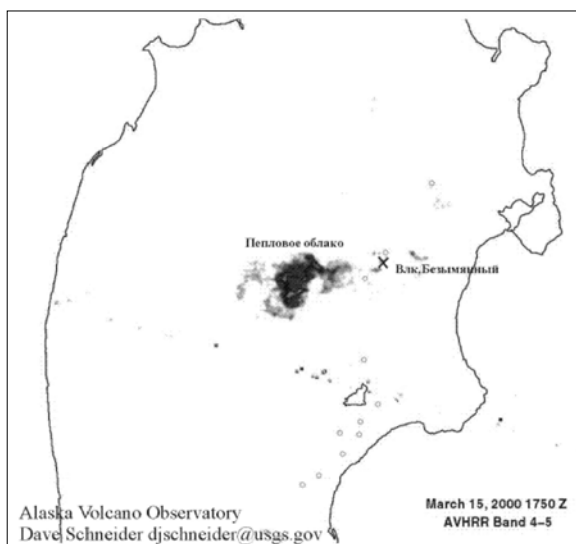 Пепловое облако
Влк,Безымянный
Alaska Volcano Observatory
Dave Schneider djschneider@usgs.gov
March 15, 2000 1750 Z
AVHRR Band 4-5